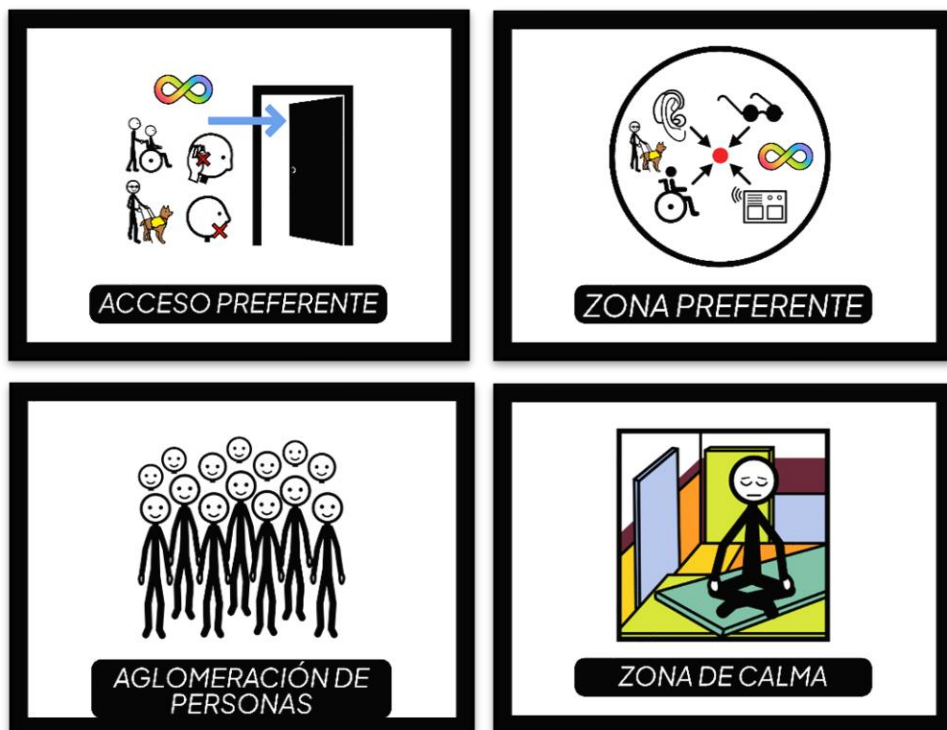 ACCESO PREFERENTE
ZONA PREFERENTE
AGLOMERACIÓN DE
PERSONAS
ZONA DE CALMA